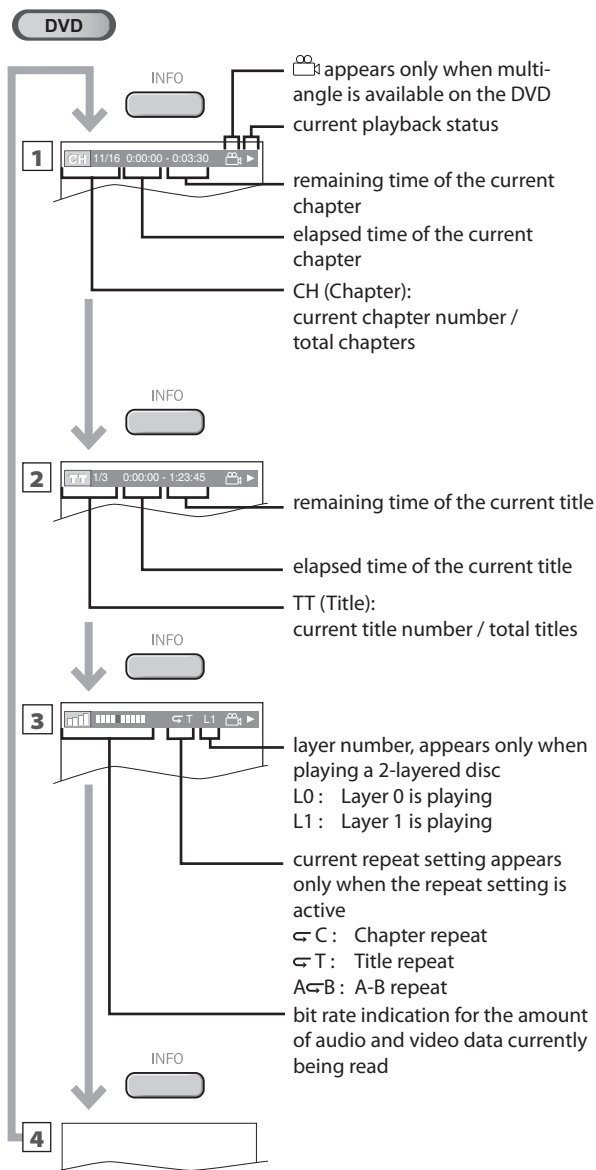 DVD
INFO
appears only when multi-
angle is available on the DVD
current playback status
1
CH 11/16 0:00:00 - 0:03:30
remaining time of the current
chapter
elapsed time of the current
chapter
CH (Chapter):
current chapter number /
total chapters
INFO
2
TT 1/3 0:00:00 - 1:23:45
remaining time of the current title
elapsed time of the current title
TT (Title):
current title number / total titles
INFO
3
T L1
layer number, appears only when
playing a 2-layered disc
L0 : Layer 0 is playing
L1 : Layer 1 is playing
current repeat setting appears
only when the repeat setting is
active
C : Chapter repeat
T : Title repeat
A B : A-B repeat
bit rate indication for the amount
of audio and video data currently
being read
INFO
4